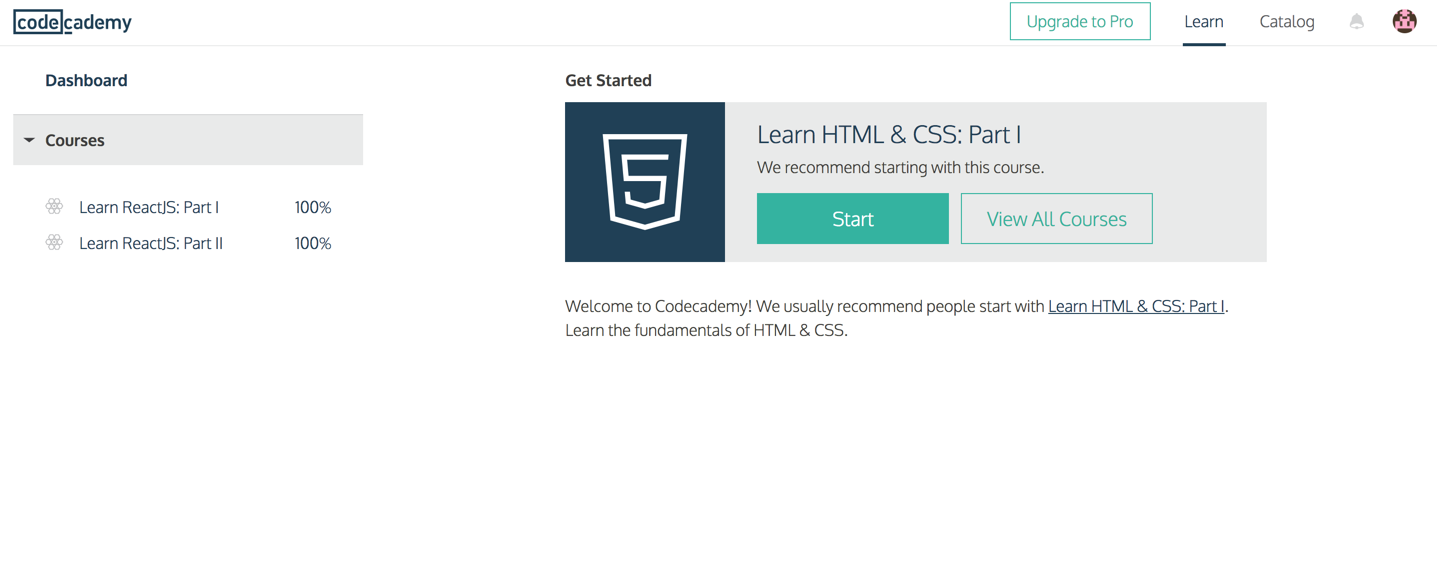 codecademy
Upgrade to Pro
Learn
Catalog
Dashboard
Courses
Learn ReactJS: Part I 100%
Learn ReactJS: Part II 100%
Get Started
Learn HTML & CSS: Part I
We recommend starting with this course.
Start
View All Courses
Welcome to Codecademy! We usually recommend people start with Learn HTML & CSS: Part I.
Learn the fundamentals of HTML & CSS.